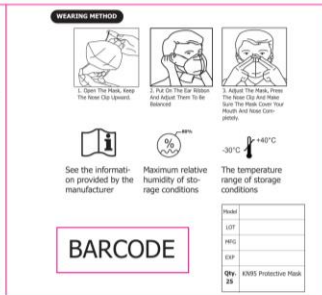 WEARING METHOD
1. Open The Mask, Keep
The Nose Clip Upward.
2. Put On The Ear Ribbon
And Adjust Them To Be
Balanced
3. Adjust The Mask, Press
The Nose Clip And Make
Sure The Mask Cover Your
Mouth And Nose Com-
pletely.
i
%
80%
-30°C
+40°C
See the informati-
on provided by the
manufacturer
Maximum relative
humidity of sto-
rage conditions
The temperature
range of storage
conditions
BARCODE
Model
LOT
MFG
EXP
Qty. KN95 Protective Mask
25